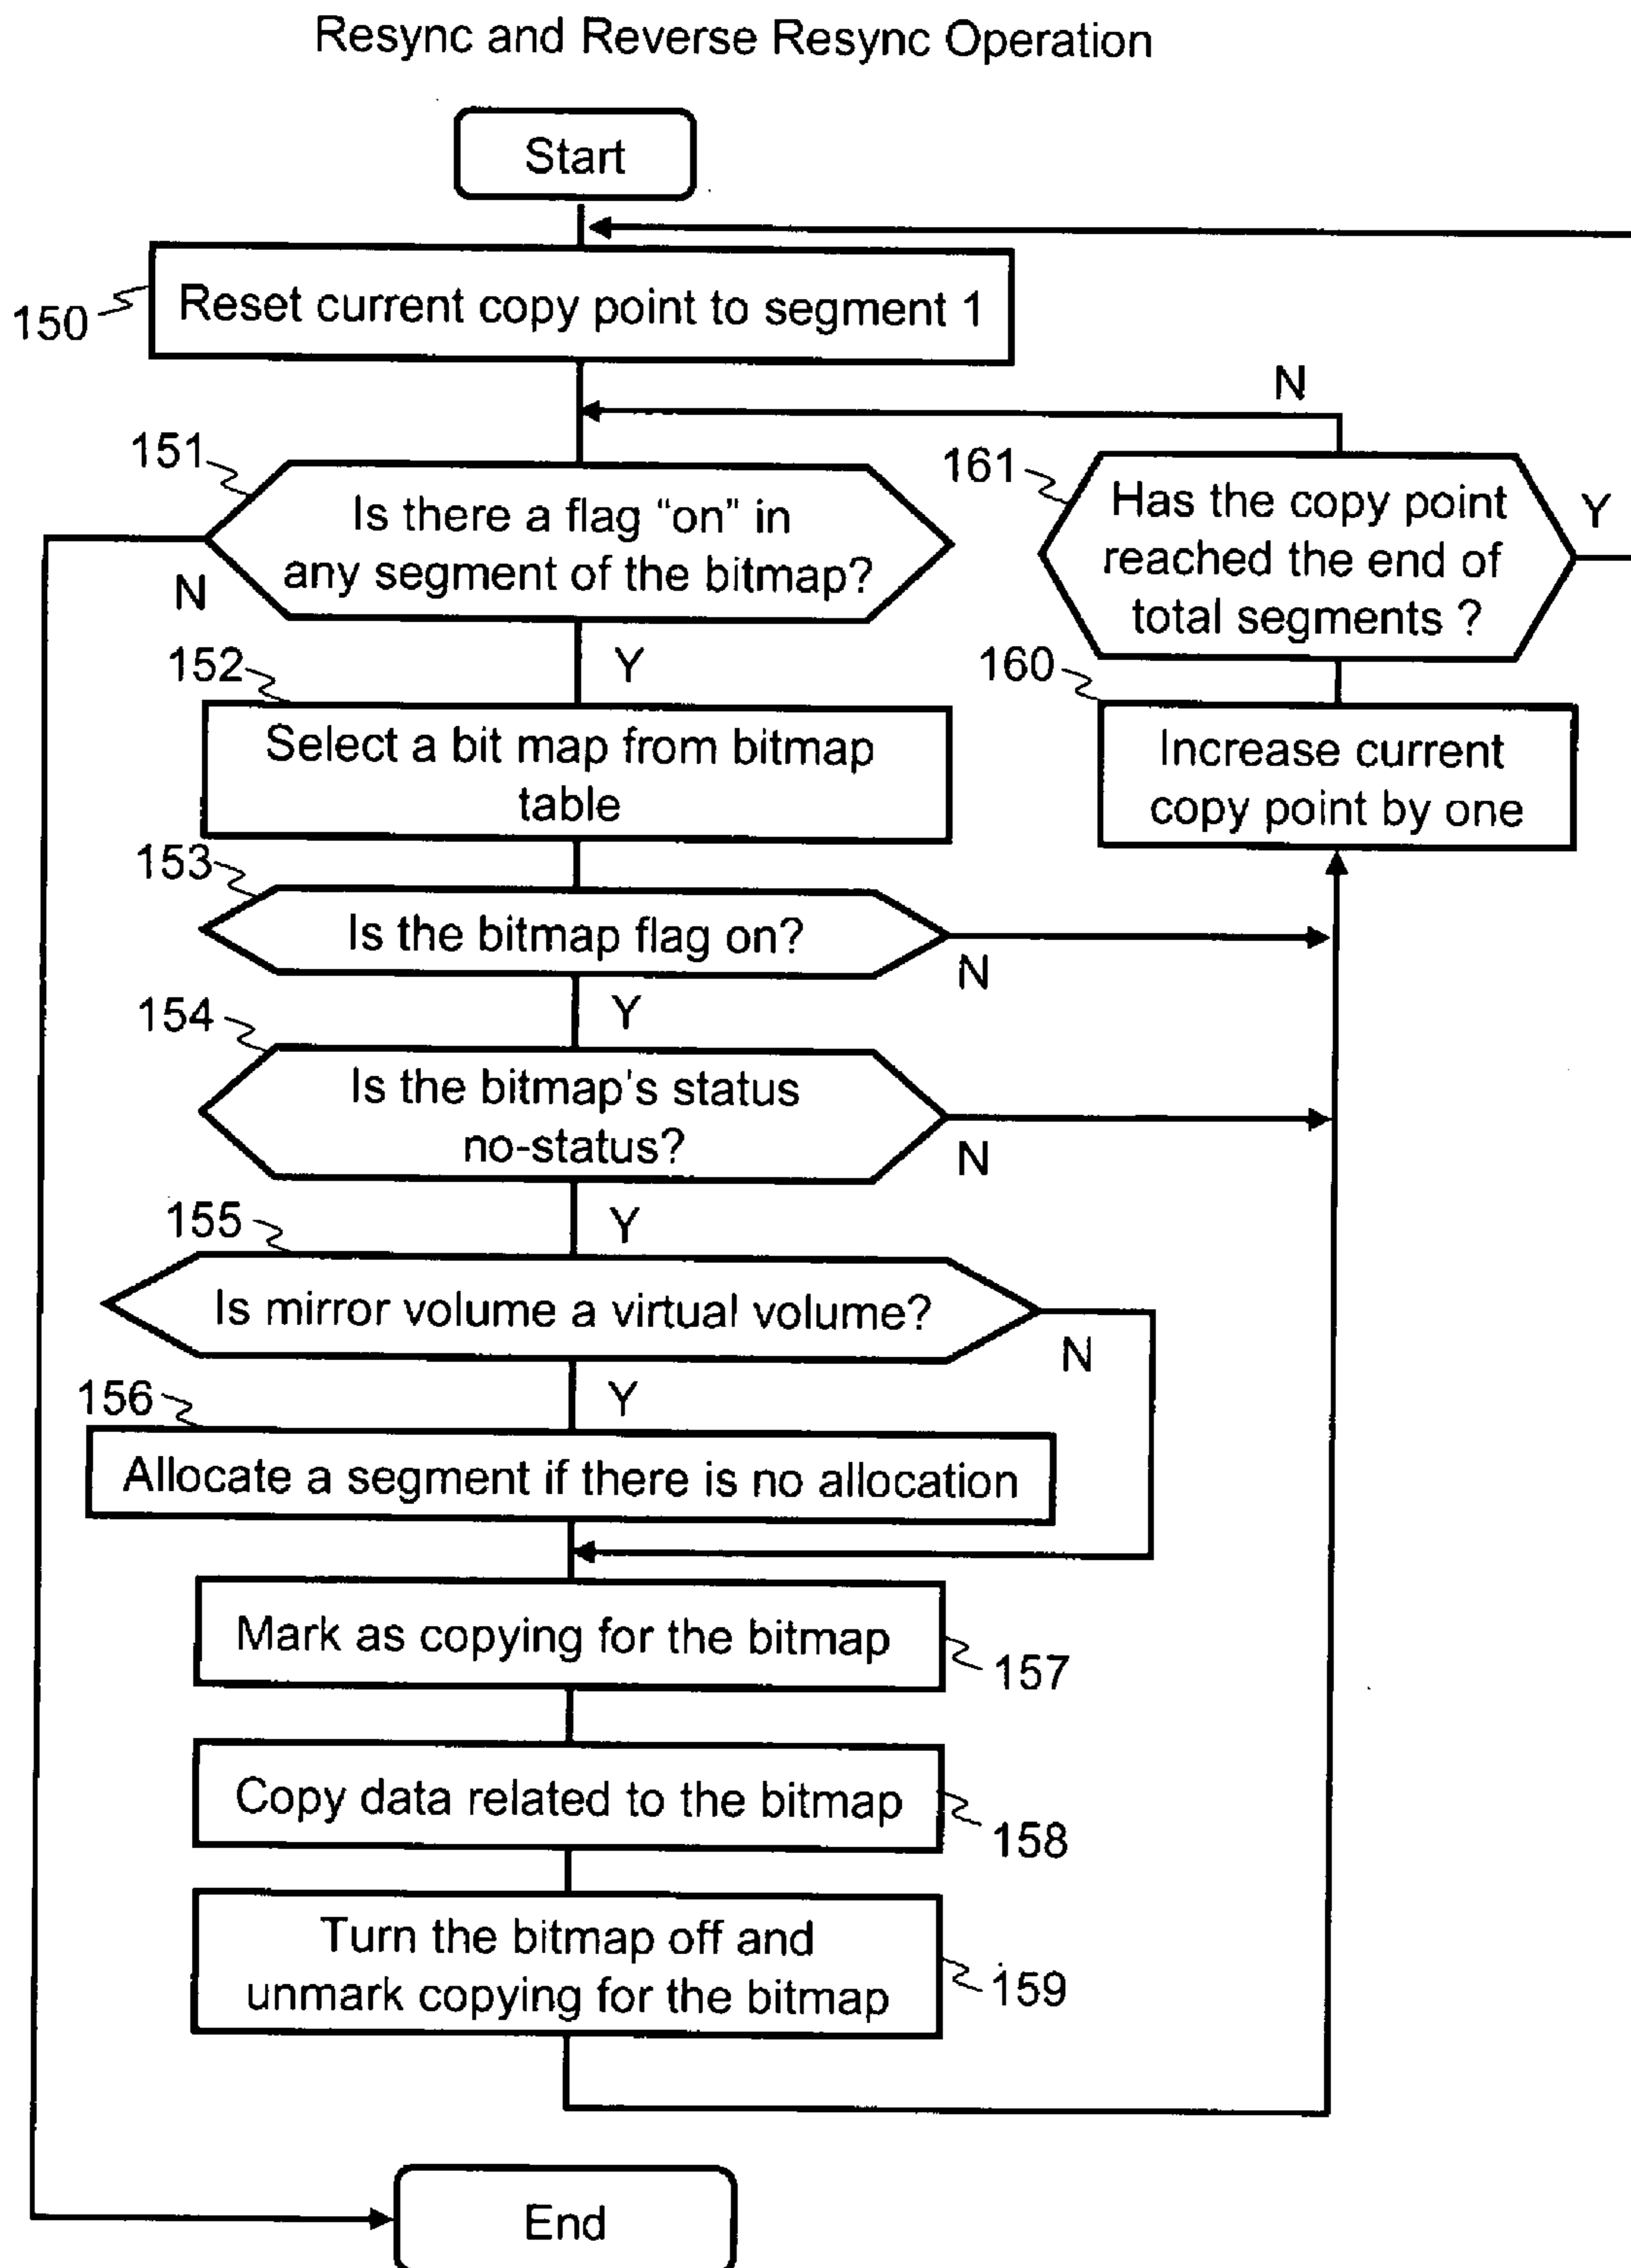 Resync and Reverse Resync Operation
Start
150
Reset current copy point to segment 1
N
151
Is there a flag “on” in
any segment of the bitmap?
N
Y
161
Has the copy point
reached the end of
total segments ?
Y
152
Select a bit map from bitmap
table
160
Increase current
copy point by one
153
Is the bitmap flag on?
N
Y
154
Is the bitmap's status
no-status?
N
Y
155
Is mirror volume a virtual volume?
N
Y
156
Allocate a segment if there is no allocation
Mark as copying for the bitmap
157
Copy data related to the bitmap
158
Turn the bitmap off and
unmark copying for the bitmap
159
End